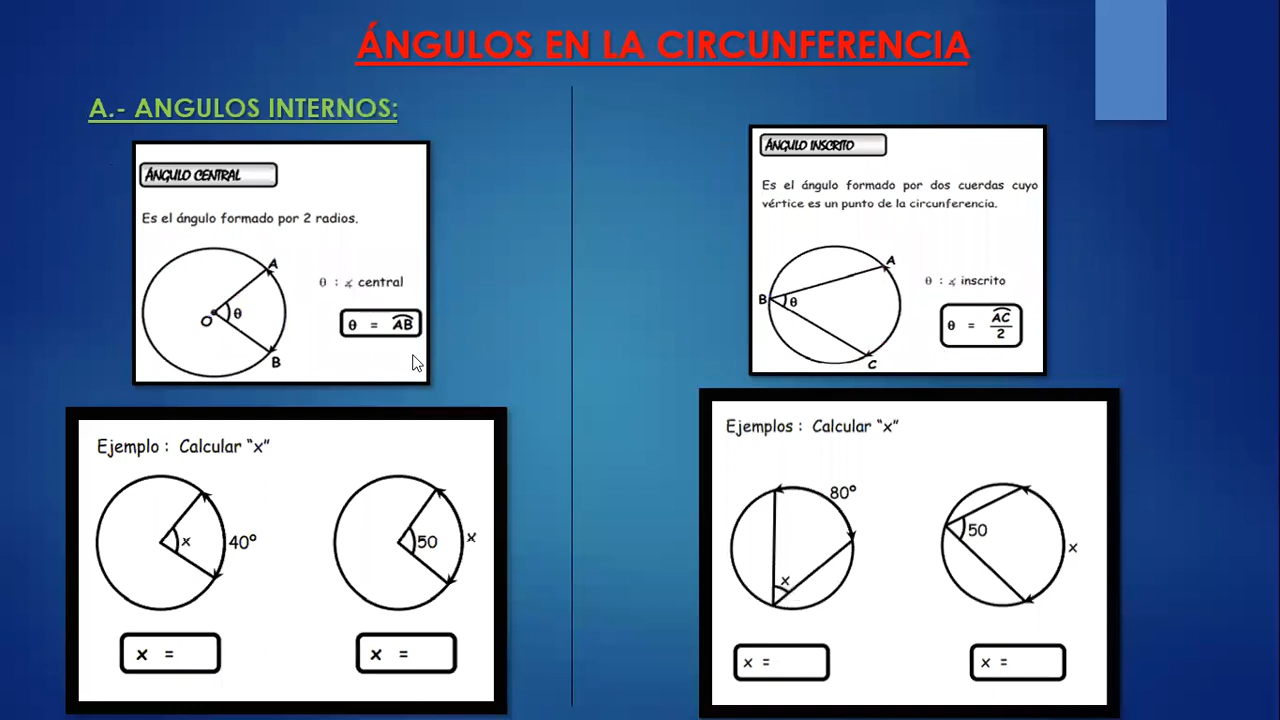 ÁNGULOS EN LA CIRCUNFERENCIA
A.- ANGULOS INTERNOS:
ÁNGULO CENTRAL
Es el ángulo formado por 2 radios.
A
θ : ∡ central
O
θ
θ = AB
B
Ejemplo : Calcular “x”
x
40º
50
x
x =
x =
ÁNGULO INSCRITO
Es el ángulo formado por dos cuerdas cuyo
vértice es un punto de la circunferencia.
A
θ : ∡ inscrito
B
θ
θ = AC/2
C
Ejemplos : Calcular “x”
80º
x
50
x
x =
x =